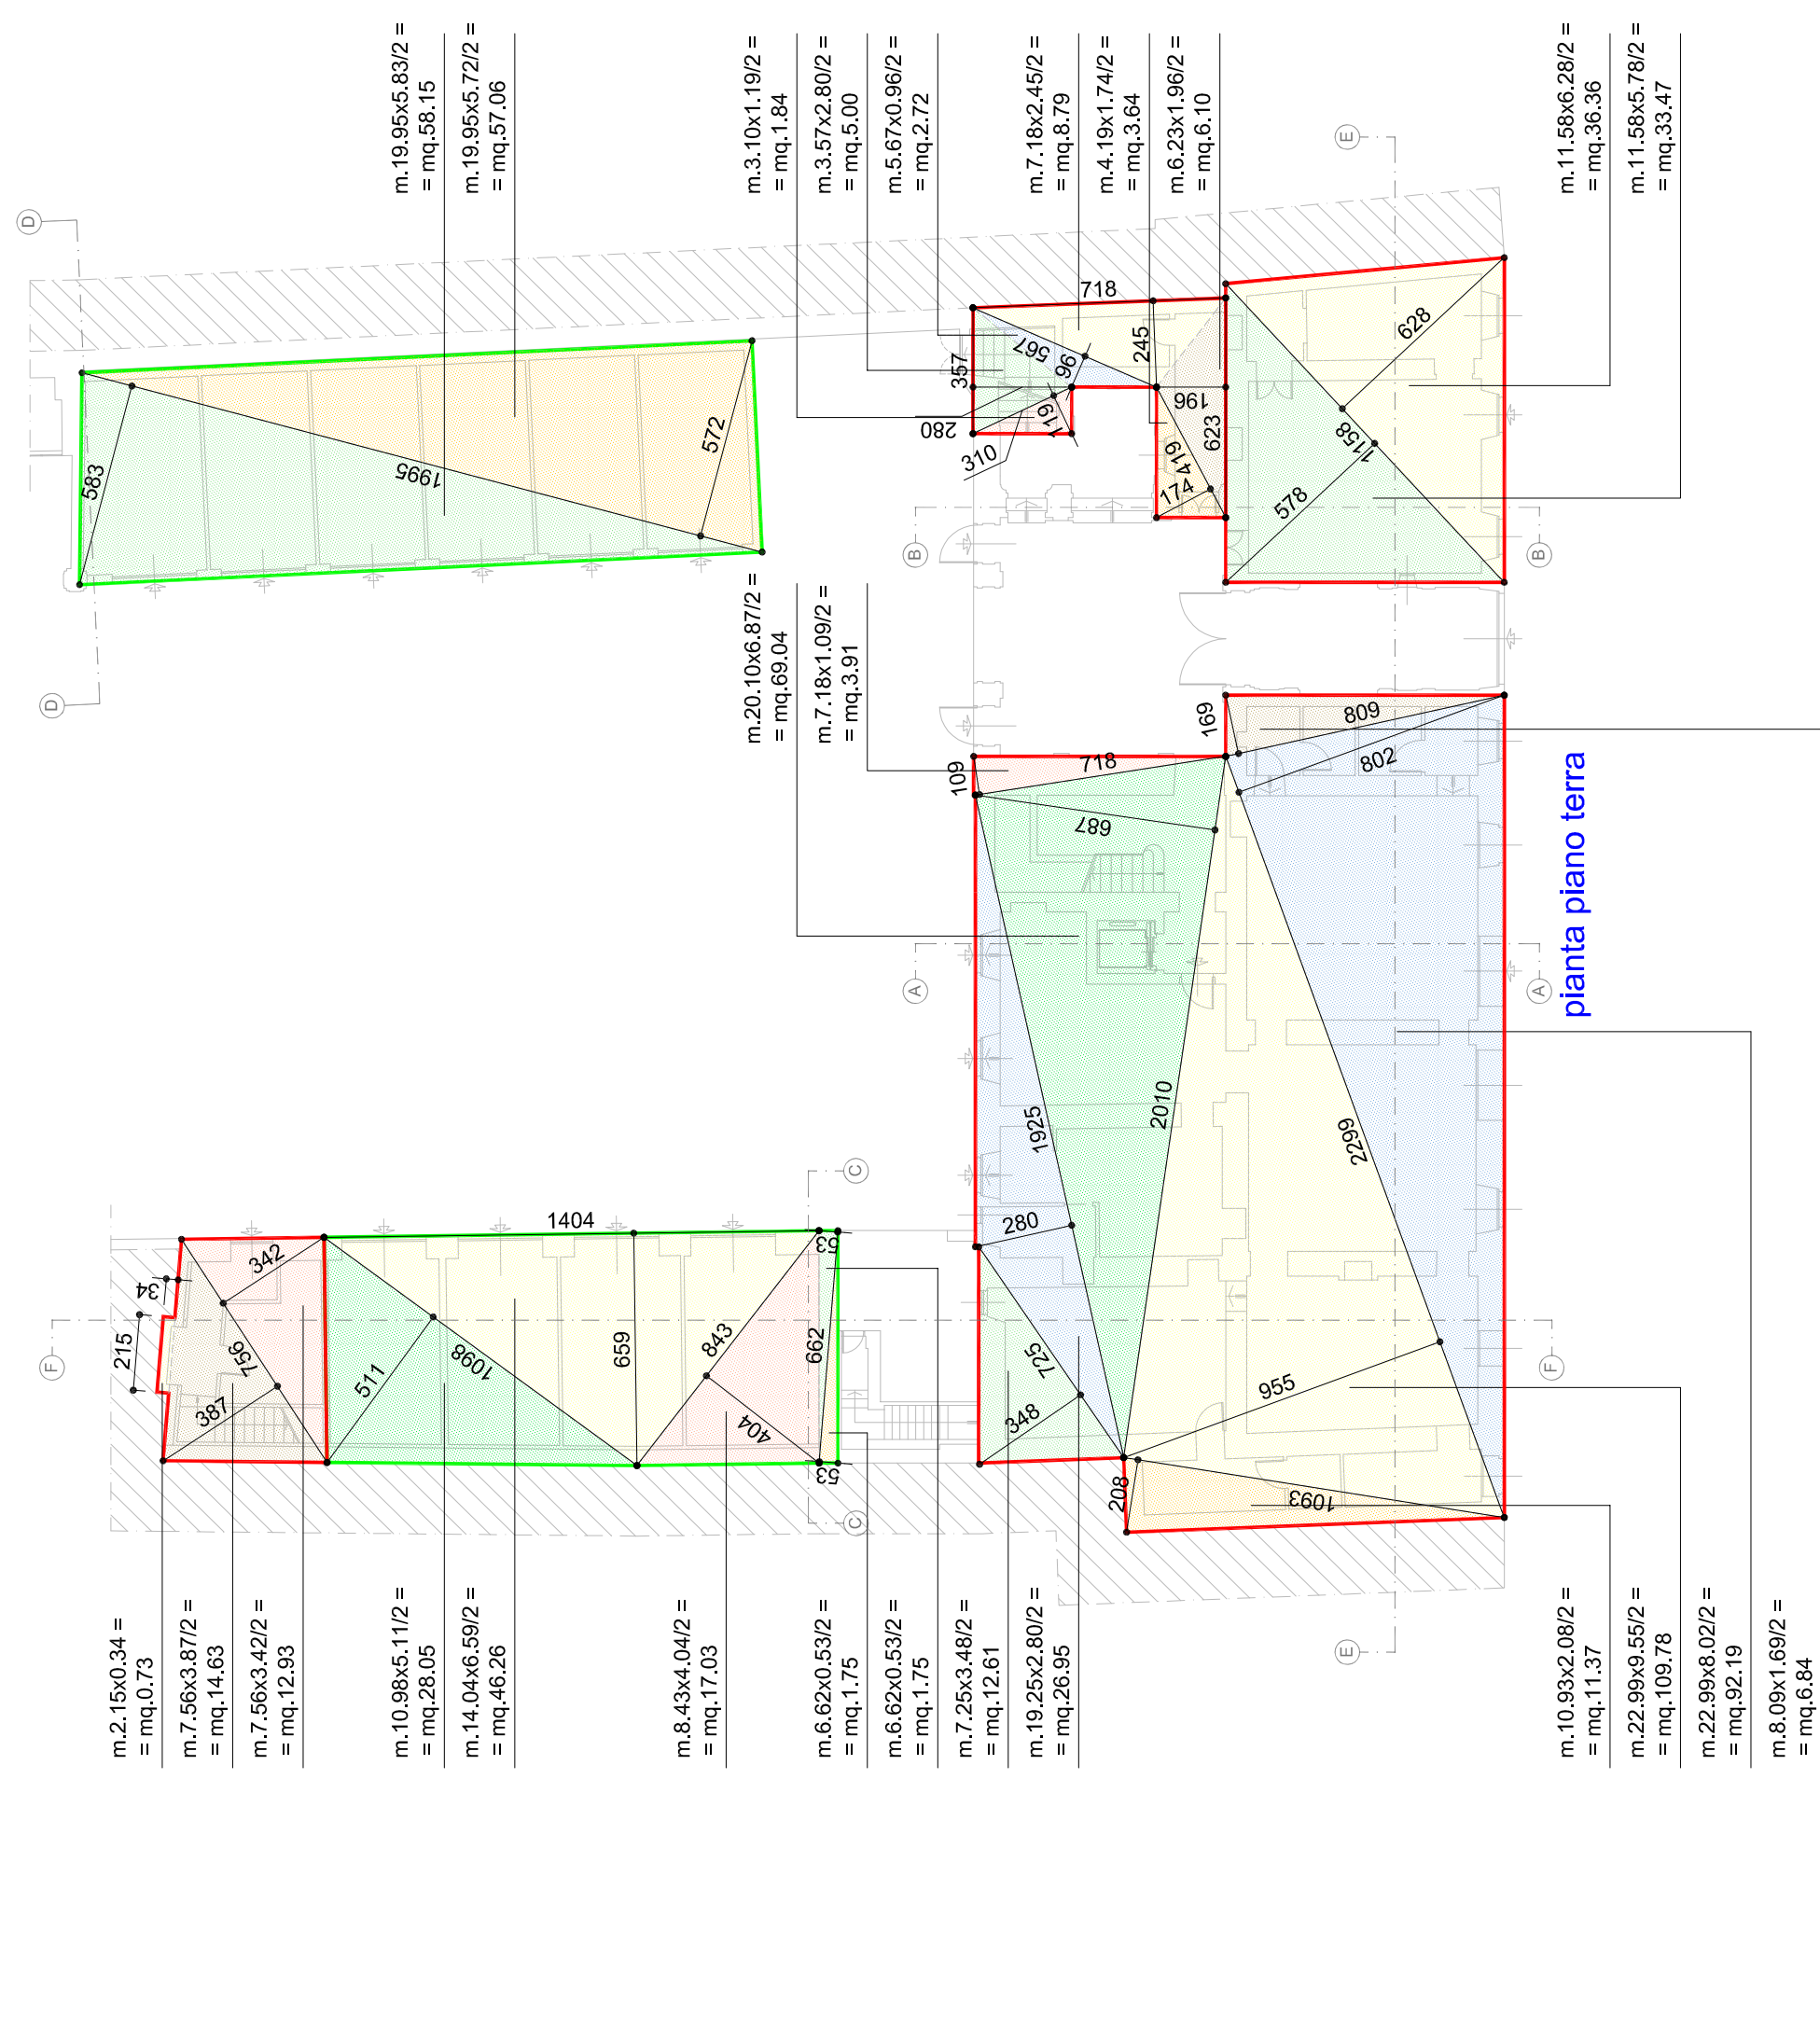 m.19.95x5.83/2 =
= mq.58.15
m.19.95x5.72/2 =
= mq.57.06
m.3.10x1.19/2 =
= mq.1.84
m.3.57x2.80/2 =
= mq.5.00
m.5.67x0.96/2 =
= mq.2.72
m.7.18x2.45/2 =
= mq.8.79
m.4.19x1.74/2 =
= mq.3.64
m.6.23x1.96/2 =
= mq.6.10
m.11.58x6.28/2 =
= mq.36.36
m.11.58x5.78/2 =
= mq.33.47
m.20.10x6.87/2 =
= mq.69.04
m.7.18x1.09/2 =
= mq.3.91
D
D
583
1995
572
E
718
357
567
96
245
280
119
310
196
623
419
174
628
1158
578
B
B
169
809
802
109
718
687
pianta piano terra
A
A
1925
2010
2299
280
725
348
955
208
1093
C
C
1404
53
342
34
215
756
387
511
1098
659
843
404
692
53
F
F
E
m.2.15x0.34 =
= mq.0.73
m.7.56x3.87/2 =
= mq.14.63
m.7.56x3.42/2 =
= mq.12.93
m.10.98x5.11/2 =
= mq.28.05
m.14.04x6.59/2 =
= mq.46.26
m.8.43x4.04/2 =
= mq.17.03
m.6.62x0.53/2 =
= mq.1.75
m.6.62x0.53/2 =
= mq.1.75
m.7.25x3.48/2 =
= mq.12.61
m.19.25x2.80/2 =
= mq.26.95
m.10.93x2.08/2 =
= mq.11.37
m.22.99x9.55/2 =
= mq.109.78
m.22.99x8.02/2 =
= mq.92.19
m.8.09x1.69/2 =
= mq.6.84